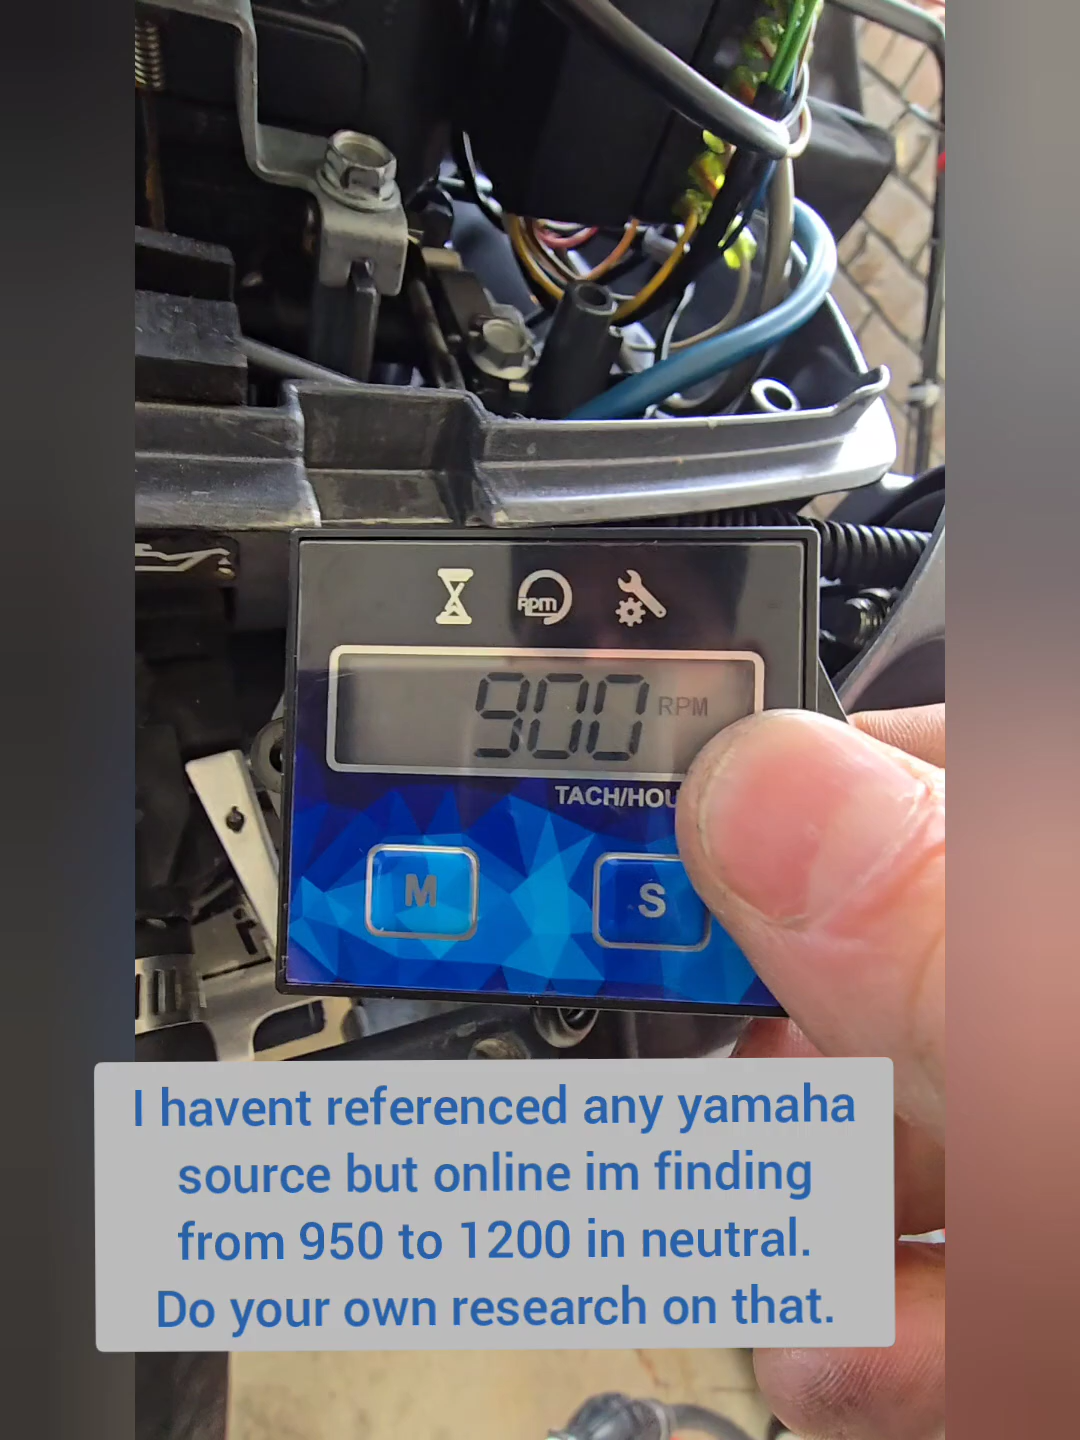 Rpm
900 RPM
TACH/HOU
M
S
I havent referenced any yamaha
source but online im finding
from 950 to 1200 in neutral.
Do your own research on that.